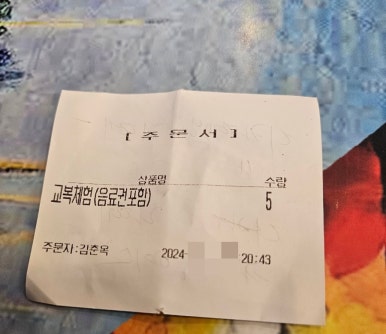 [ 주 문 서 ]
상품명 수량
교복체험(음료권포함) 5
주문자:김춘옥 2024- 20:43